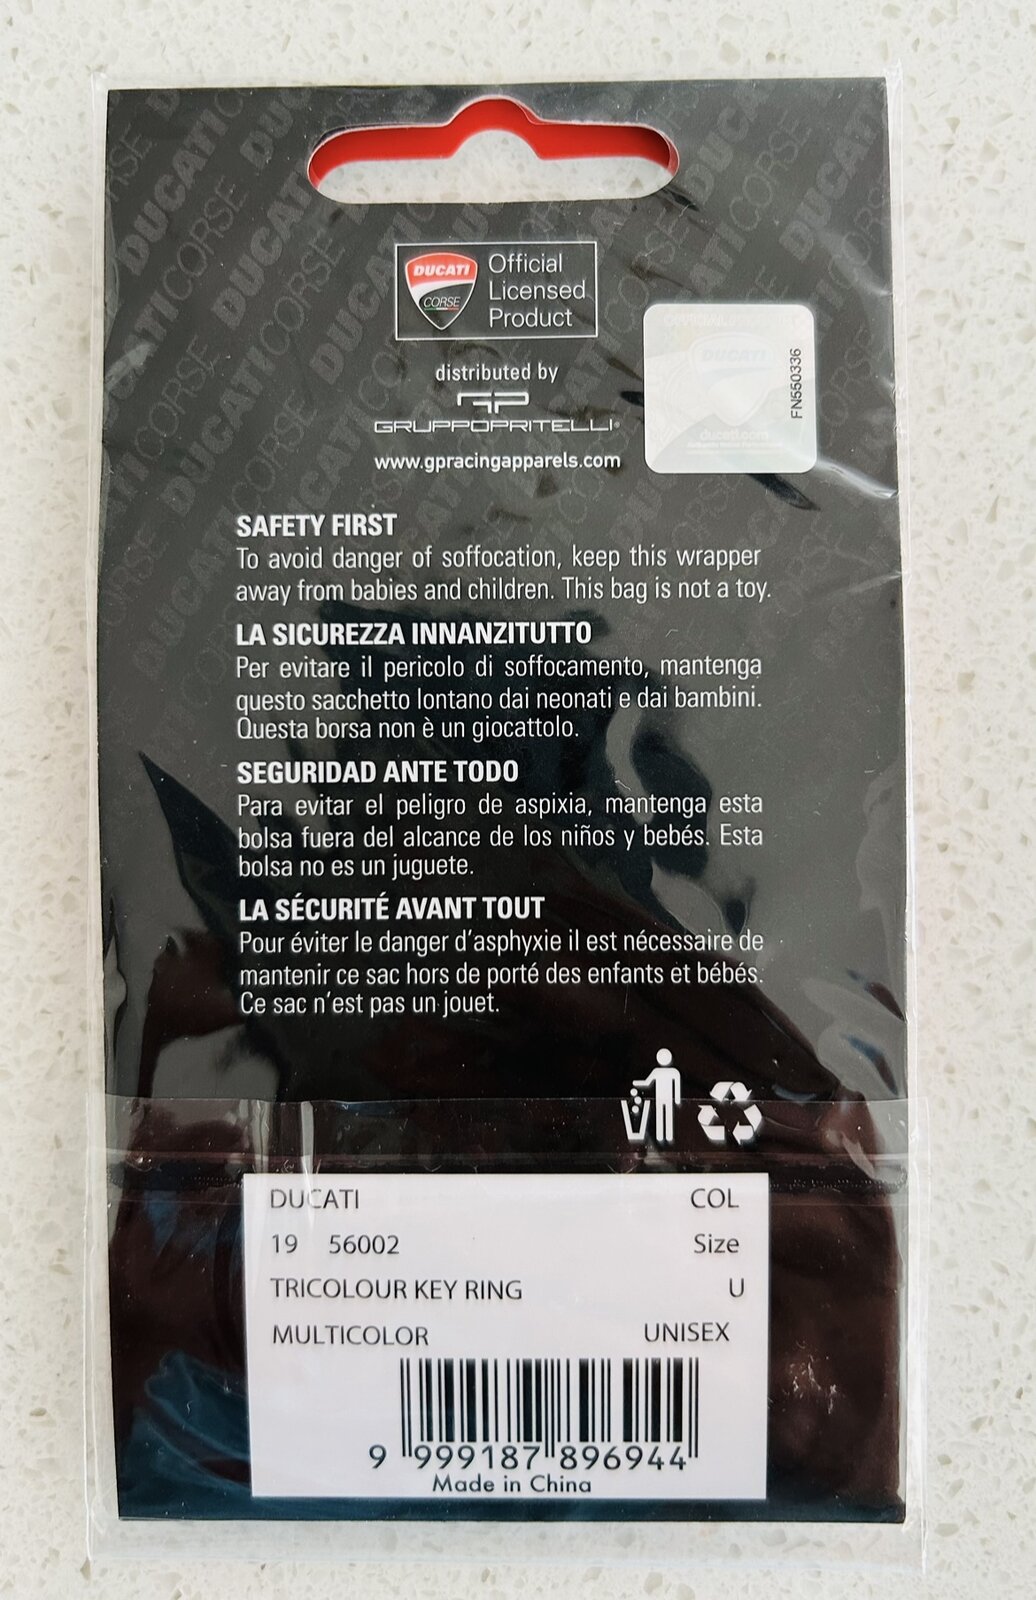 DUCATI
CORSE
Official
Licensed
Product
distributed by
GP
GRUPPOPRITELLI®
www.gpracingapparels.com
DUCATI
ducati.com
FN550336
SAFETY FIRST
To avoid danger of soffocation, keep this wrapper
away from babies and children. This bag is not a toy.
LA SICUREZZA INNANZITUTTO
Per evitare il pericolo di soffocamento, mantenga
questo sacchetto lontano dai neonati e dai bambini.
Questa borsa non è un giocattolo.
SEGURIDAD ANTE TODO
Para evitar el peligro de aspixia, mantenga esta
bolsa fuera del alcance de los niños y bebés. Esta
bolsa no es un juguete.
LA SÉCURITÉ AVANT TOUT
Pour éviter le danger d'asphyxie il est nécessaire de
mantenir ce sac hors de porté des enfants et bébés.
Ce sac n'est pas un jouet.
DUCATI COL
19 56002 Size
TRICOLOUR KEY RING U
MULTICOLOR UNISEX
9 999187 896944
Made in China